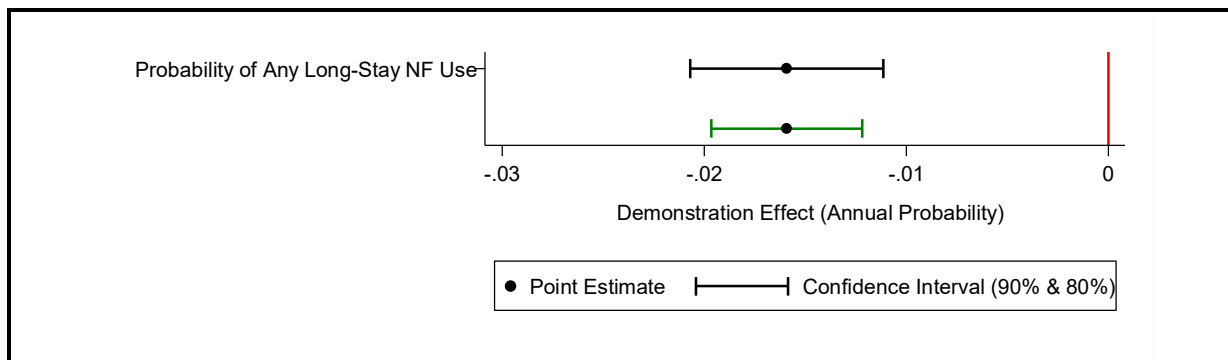 Probability of Any Long-Stay NF Use
-.03 -.02 -.01 0
Demonstration Effect (Annual Probability)
Point Estimate Confidence Interval (90% & 80%)